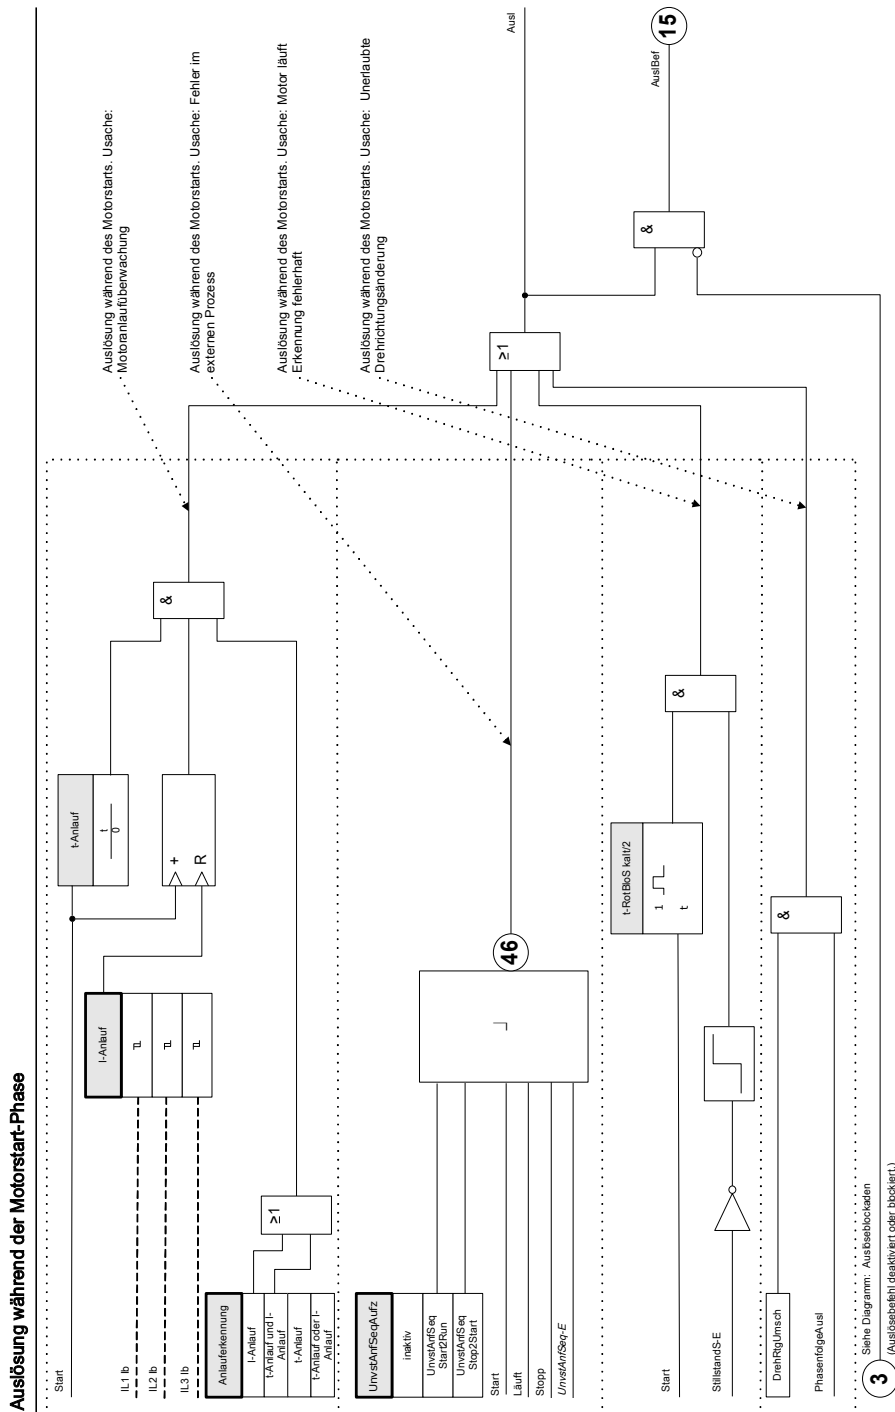 Auslösung während der Motorstart-Phase
Start
IL1 Ib
IL2 Ib
IL3 Ib
I-Anlauf
t-Anlauf
t
0
+
R
&
Anlauferkennung
I-Anlauf
t-Anlauf und I-
Anlauf
t-Anlauf
t-Anlauf oder I-
Anlauf
≥1
Auslösung während des Motorstarts. Usache:
Motoranlaufüberwachung
Auslösung während des Motorstarts. Usache: Fehler im
externen Prozess
Auslösung während des Motorstarts. Usache: Motor läuft
Erkennung fehlerhaft
Auslösung während des Motorstarts. Usache: Unerlaubte
Drehrichtungsänderung
UnvstAnfSeqAufz
inaktiv
UnvstAnfSeq
Start2Run
UnvstAnfSeq
Stop2Start
Start
Läuft
Stopp
UnvstAnfSeq-E
46
≥1
Ausl
Start
t-RotBloS kalt/2
1
t
&
StillstandS-E
&
AuslBef
15
DrehRtgUmsch
PhasenfolgeAusl
&
3
Siehe Diagramm: Auslöseblockaden
(Auslösebefehl deaktiviert oder blockiert.)